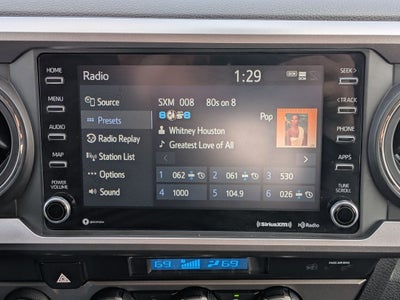 HOME
MENU
AUDIO
MAP
POWER
VOLUME
Radio
1:29
Source
Presets
Radio Replay
Station List
Options
Sound
SXM 008 80s on 8
Pop
Whitney Houston
Greatest Love of All
1 062 2 061 3 530
4 1000 5 104.9 6 026
SEEK >
< TRACK
PHONE
APPS
TUNE
SCROLL
SiriusXM
HD Radio
69 69